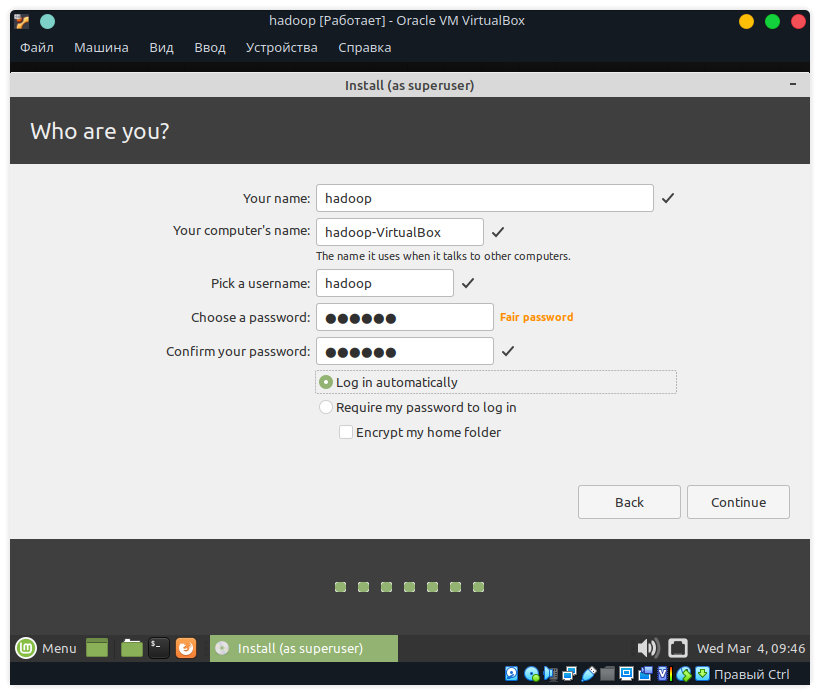 hadoop [Работает] - Oracle VM VirtualBox
Файл Машина Вид Ввод Устройства Справка
Install (as superuser)
Who are you?
Your name: hadoop
Your computer's name: hadoop-VirtualBox
The name it uses when it talks to other computers.
Pick a username: hadoop
Choose a password: ●●●●●● Fair password
Confirm your password: ●●●●●●
Log in automatically
Require my password to log in
Encrypt my home folder
Back Continue
Menu Install (as superuser) Wed Mar 4, 09:46
Правый Ctrl